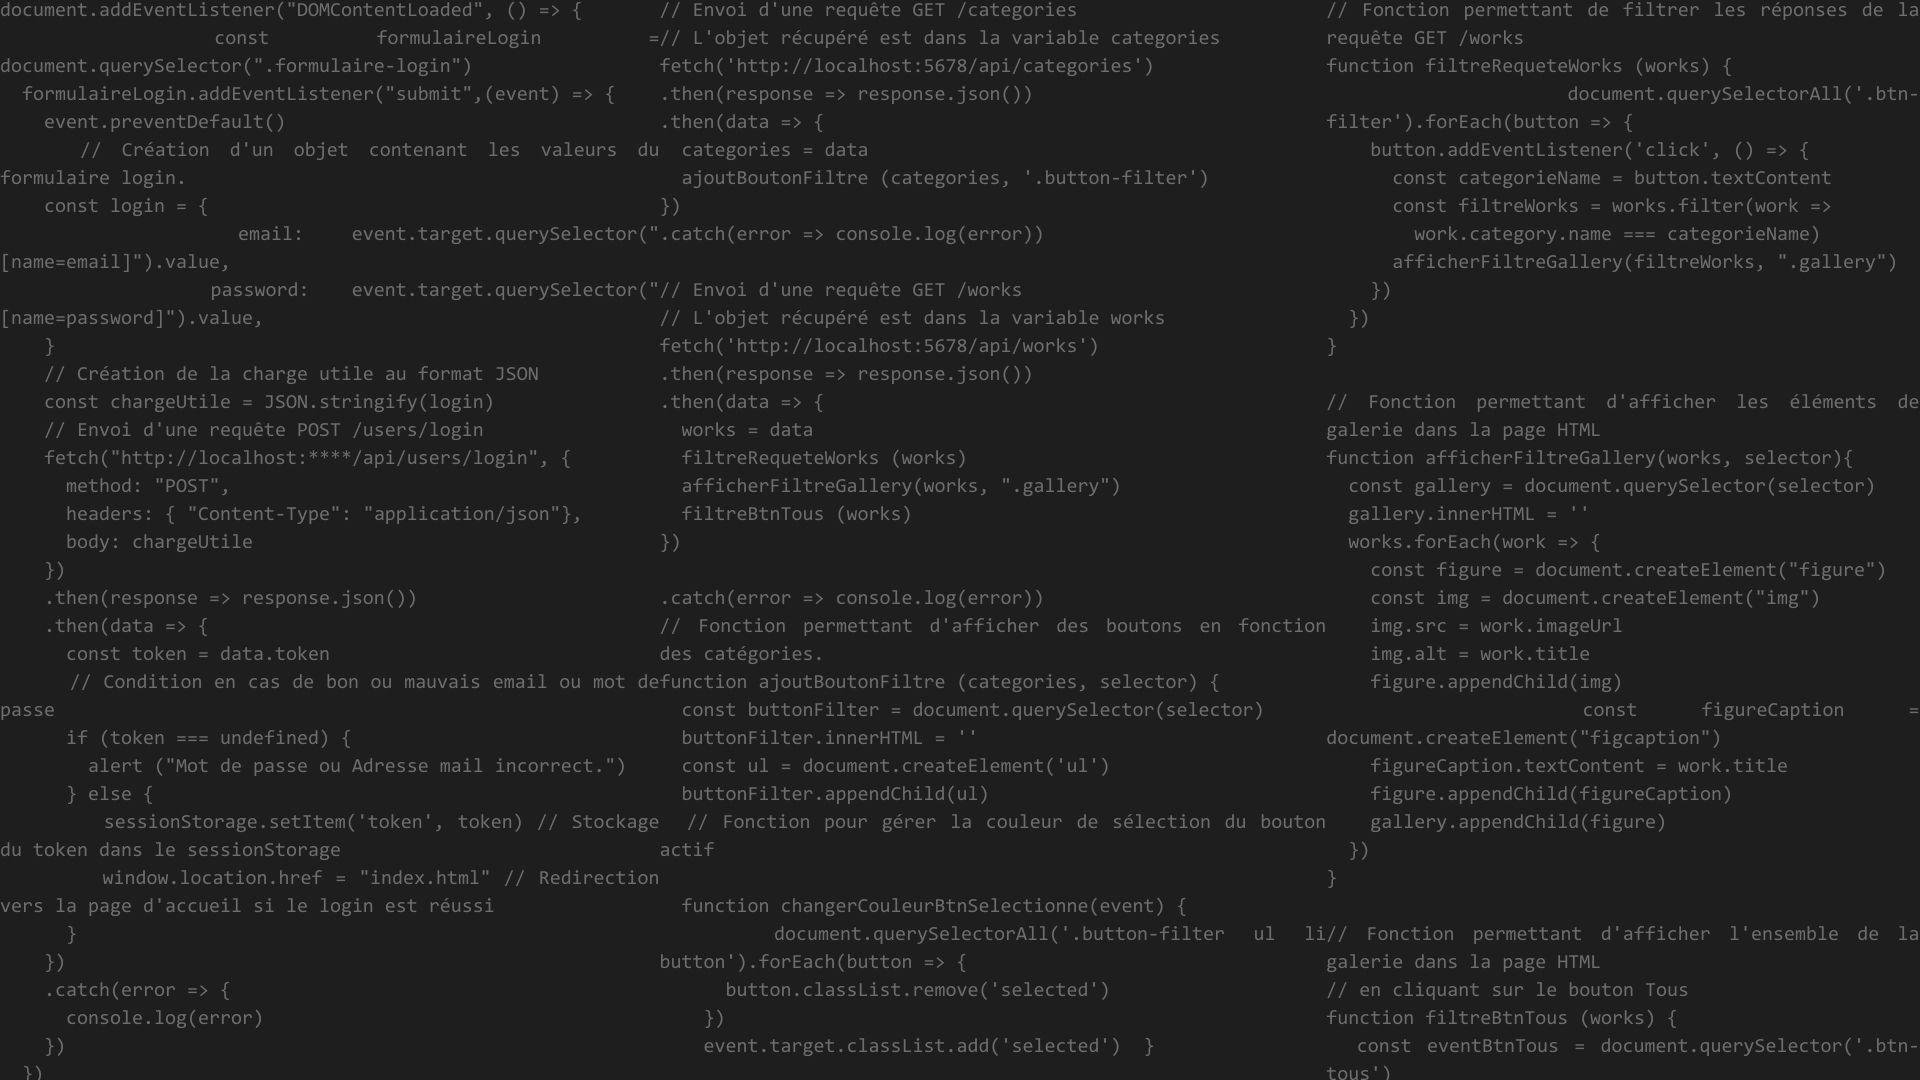 document.addEventListener("DOMContentLoaded", () => {
const formulaireLogin =
document.querySelector(".formulaire-login")
formulaireLogin.addEventListener("submit",(event) => {
event.preventDefault()
// Création d'un objet contenant les valeurs du
formulaire login.
const login = {
email: event.target.querySelector("
[name=email]").value,
password: event.target.querySelector("
[name=password]").value,
}
// Création de la charge utile au format JSON
const chargeUtile = JSON.stringify(login)
// Envoi d'une requête POST /users/login
fetch("http://localhost:****/api/users/login", {
method: "POST",
headers: { "Content-Type": "application/json"},
body: chargeUtile
})
.then(response => response.json())
.then(data => {
const token = data.token
// Condition en cas de bon ou mauvais email ou mot de
passe
if (token === undefined) {
alert ("Mot de passe ou Adresse mail incorrect.")
} else {
sessionStorage.setItem('token', token) // Stockage
du token dans le sessionStorage
window.location.href = "index.html" // Redirection
vers la page d'accueil si le login est réussi
}
})
.catch(error => {
console.log(error)
})
})
// Envoi d'une requête GET /categories
// L'objet récupéré est dans la variable categories
fetch('http://localhost:5678/api/categories')
.then(response => response.json())
.then(data => {
categories = data
ajoutBoutonFiltre (categories, '.button-filter')
})
.catch(error => console.log(error))
// Envoi d'une requête GET /works
// L'objet récupéré est dans la variable works
fetch('http://localhost:5678/api/works')
.then(response => response.json())
.then(data => {
works = data
filtreRequeteWorks (works)
afficherFiltreGallery(works, ".gallery")
filtreBtnTous (works)
})
.catch(error => console.log(error))
// Fonction permettant d'afficher des boutons en fonction
des catégories.
function ajoutBoutonFiltre (categories, selector) {
const buttonFilter = document.querySelector(selector)
buttonFilter.innerHTML = ''
const ul = document.createElement('ul')
buttonFilter.appendChild(ul)
// Fonction pour gérer la couleur de sélection du bouton
actif
function changerCouleurBtnSelectionne(event) {
document.querySelectorAll('.button-filter ul li
button').forEach(button => {
button.classList.remove('selected')
})
event.target.classList.add('selected') }
// Fonction permettant de filtrer les réponses de la
requête GET /works
function filtreRequeteWorks (works) {
document.querySelectorAll('.btn-
filter').forEach(button => {
button.addEventListener('click', () => {
const categorieName = button.textContent
const filtreWorks = works.filter(work =>
work.category.name === categorieName)
afficherFiltreGallery(filtreWorks, ".gallery")
})
})
}
// Fonction permettant d'afficher les éléments de
galerie dans la page HTML
function afficherFiltreGallery(works, selector){
const gallery = document.querySelector(selector)
gallery.innerHTML = ''
works.forEach(work => {
const figure = document.createElement("figure")
const img = document.createElement("img")
img.src = work.imageUrl
img.alt = work.title
figure.appendChild(img)
const figureCaption =
document.createElement("figcaption")
figureCaption.textContent = work.title
figure.appendChild(figureCaption)
gallery.appendChild(figure)
})
}
// Fonction permettant d'afficher l'ensemble de la
galerie dans la page HTML
// en cliquant sur le bouton Tous
function filtreBtnTous (works) {
const eventBtnTous = document.querySelector('.btn-
tous')